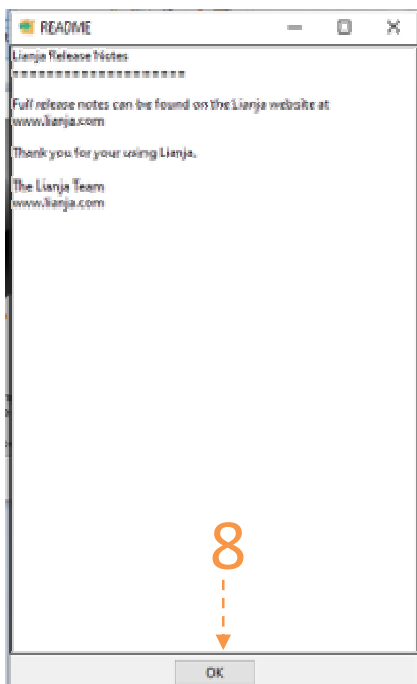 README
Lianja Release Notes
====================
Full release notes can be found on the Lianja website at
www.lianja.com
Thank you for your using Lianja.
The Lianja Team
www.lianja.com
8
OK